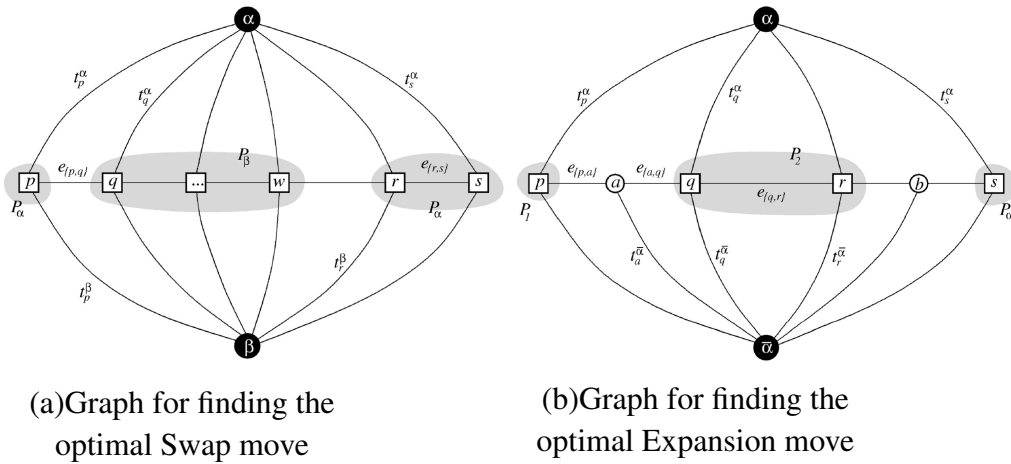 α
α
t_p^α
t_q^α
t_s^α
t_p^α
t_q^α
t_s^α
P_β
P_2
e_{p,q}
e_{r,s}
e_{p,a}
e_{a,q}
p
q
...
w
r
s
p
a
q
r
b
s
e_{q,r}
P_α
P_α
P_1
P_α
t_p^β
t_r^β
t_a^ᾱ
t_q^ᾱ
t_r^ᾱ
β
ᾱ
(a)Graph for finding the
optimal Swap move
(b)Graph for finding the
optimal Expansion move